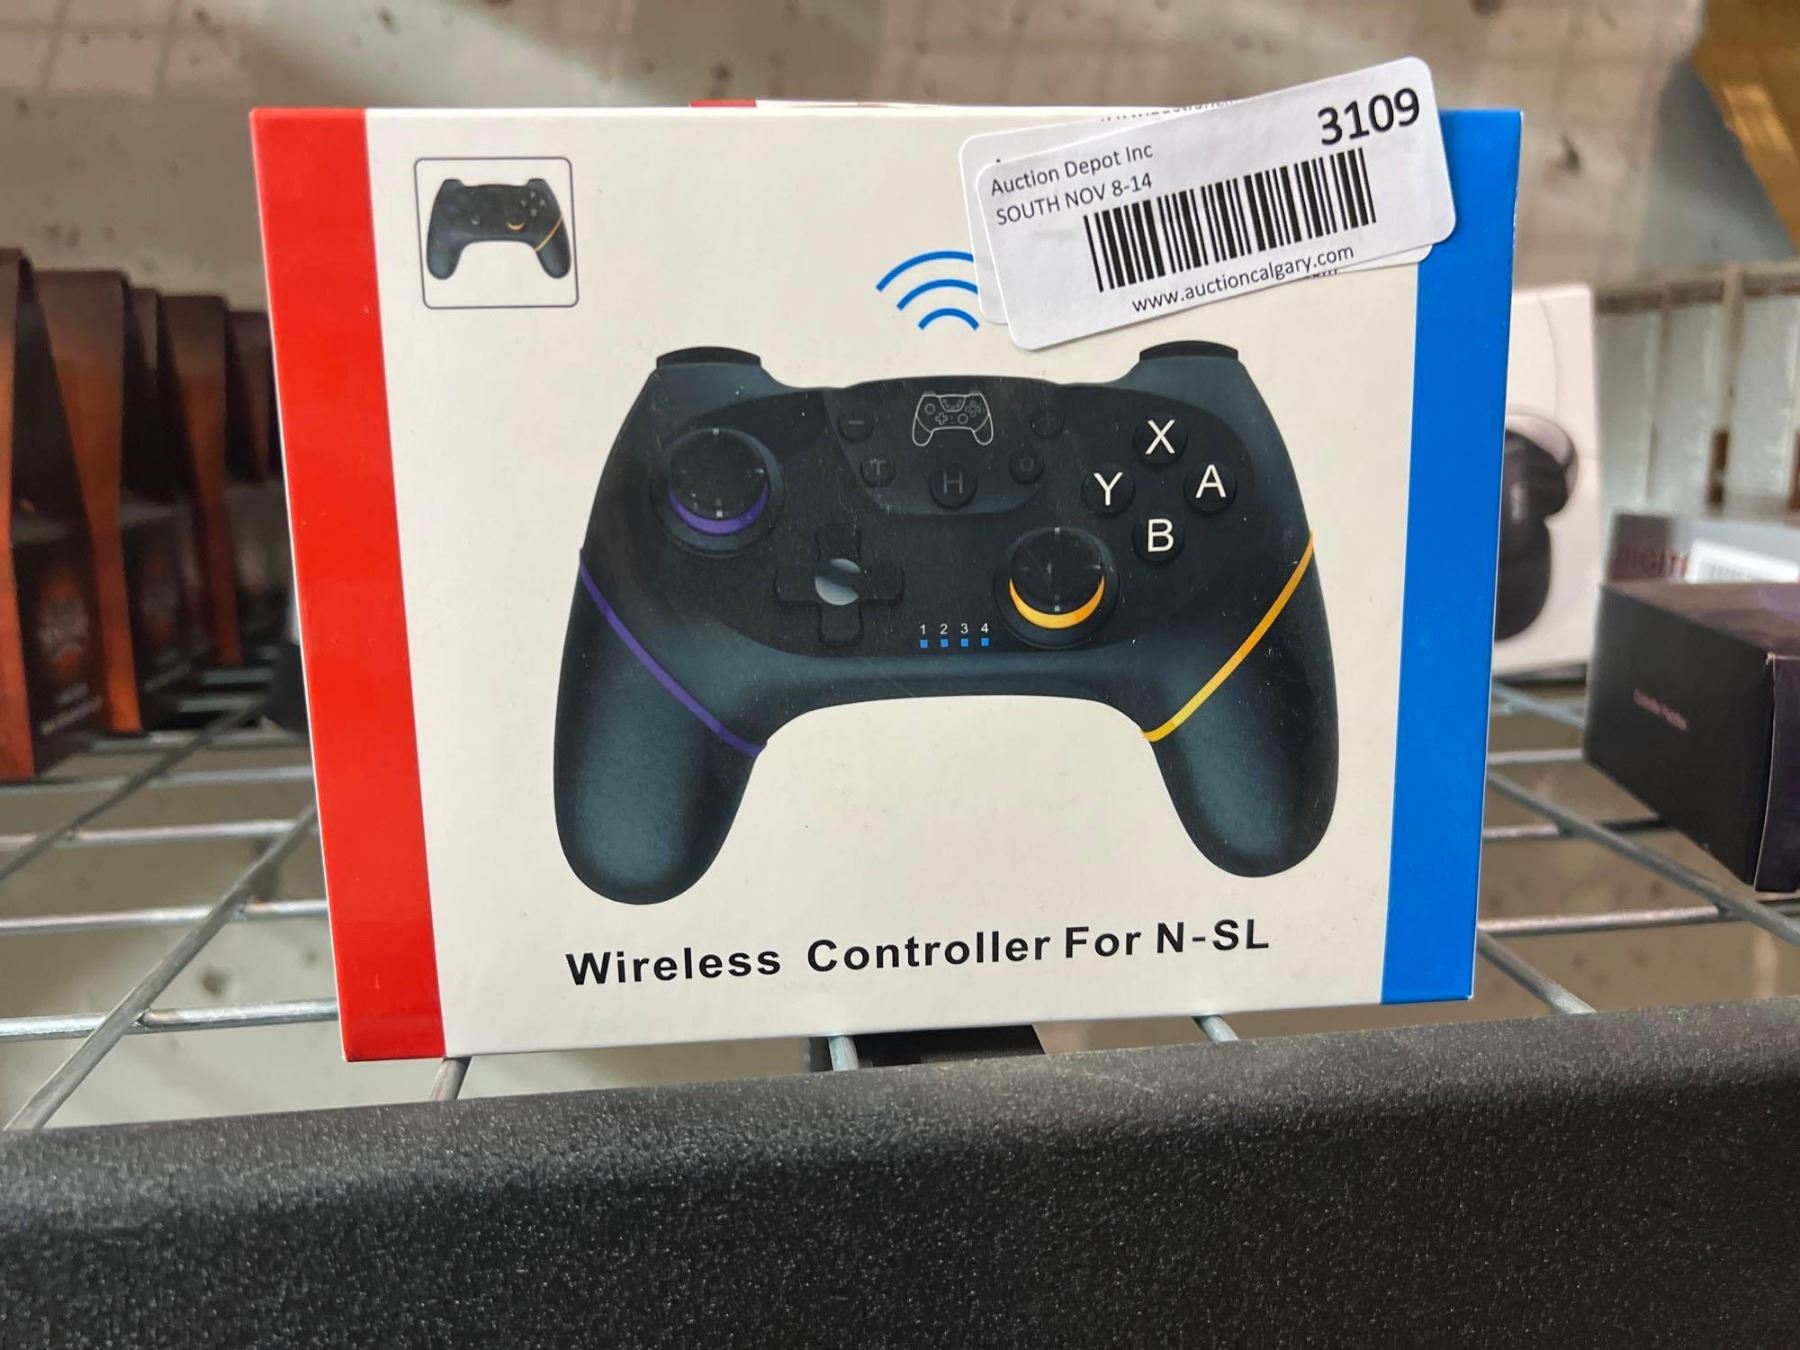 3109
Auction Depot Inc
SOUTH NOV 8-14
www.auctioncalgary.com
X
Y A
B
- T H O
1 2 3 4
Wireless Controller For N-SL